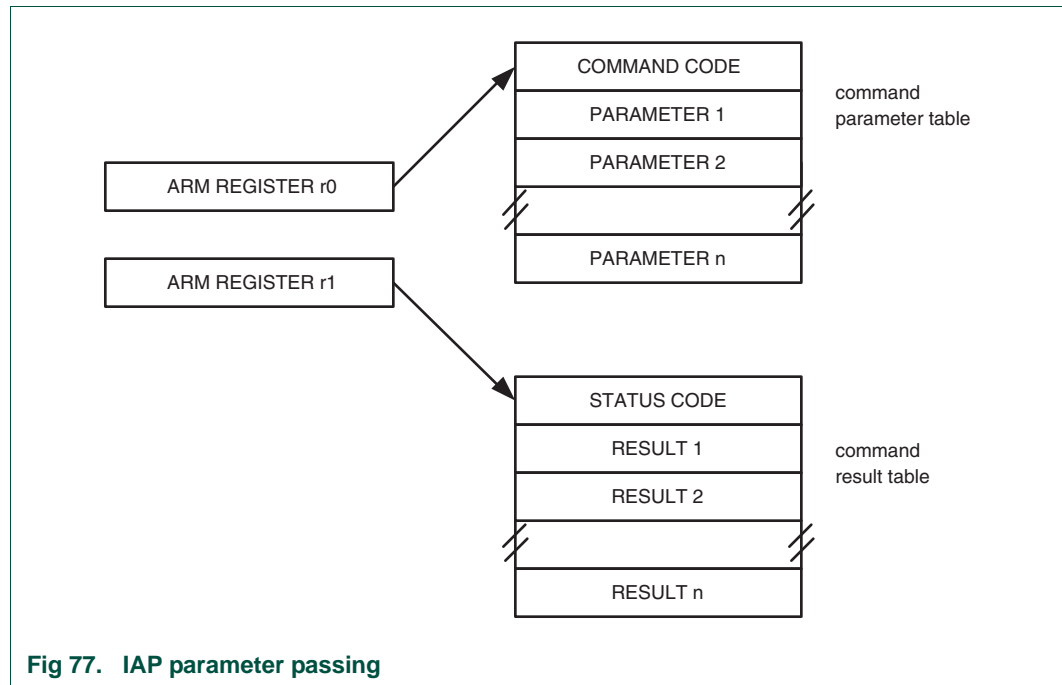 COMMAND CODE
PARAMETER 1
PARAMETER 2
PARAMETER n
command
parameter table
ARM REGISTER r0
ARM REGISTER r1
STATUS CODE
RESULT 1
RESULT 2
RESULT n
command
result table
Fig 77. IAP parameter passing